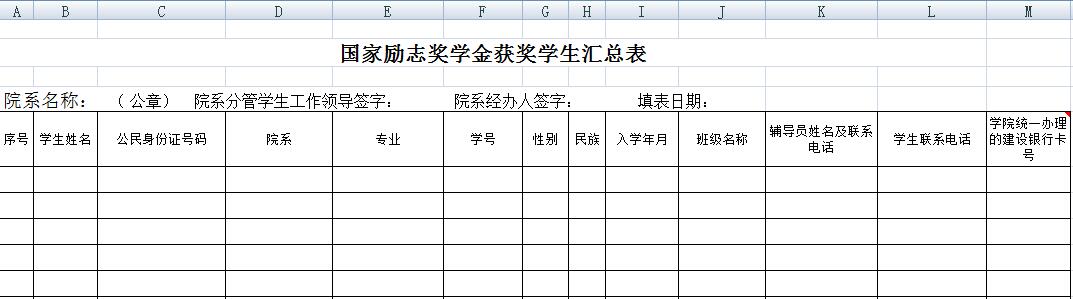 A B C D E F G H I J K L M
国家励志奖学金获奖学生汇总表
院系名称： （公章） 院系分管学生工作领导签字： 院系经办人签字： 填表日期：
序号 学生姓名 公民身份证号码 院系 专业 学号 性别 民族 入学年月 班级名称 辅导员姓名及联系电话 学生联系电话 学院统一办理的建设银行卡号